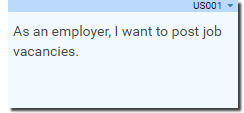 US001
As an employer, I want to post job
vacancies.